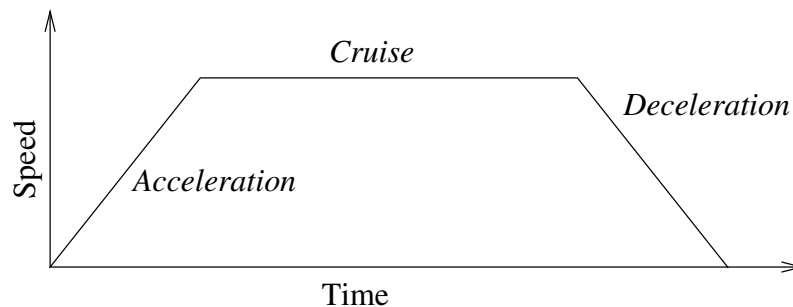 Cruise
Deceleration
Acceleration
Speed
Time